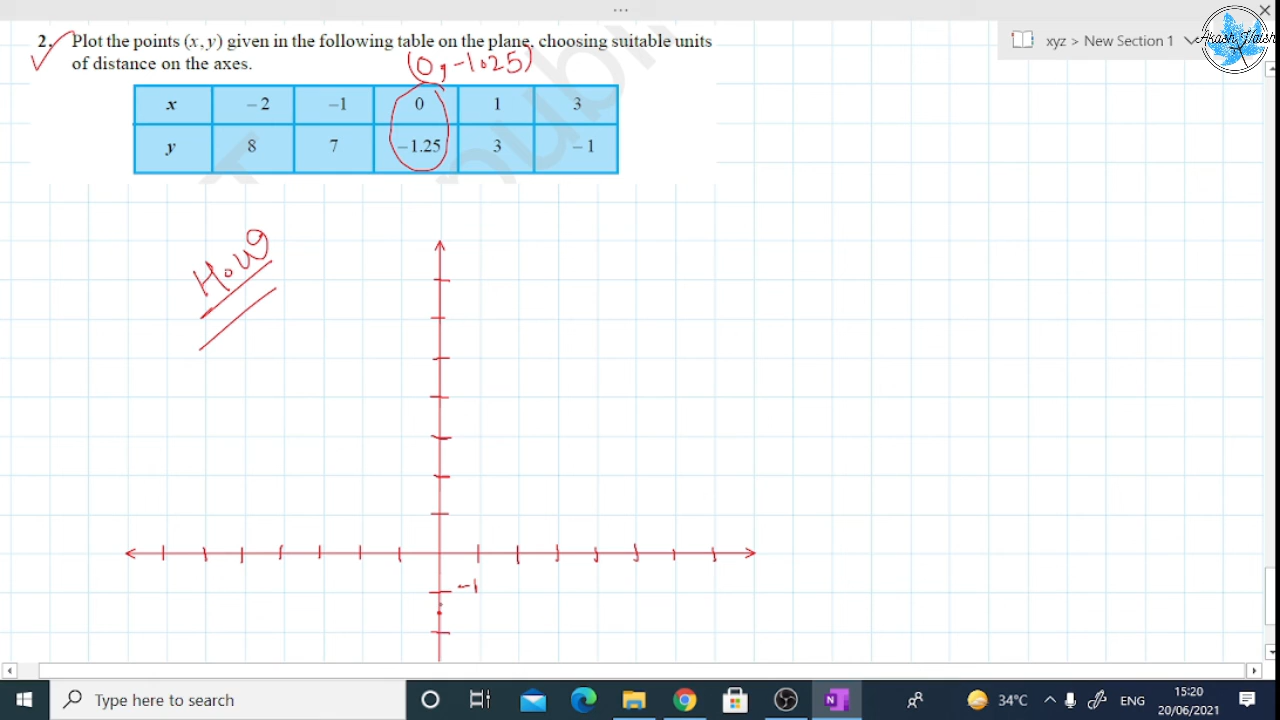 2. Plot the points (x, y) given in the following table on the plane, choosing suitable units
of distance on the axes.
(0, -1.25)
x –2 –1 0 1 3
y 8 7 –1.25 3 –1
H.W
-1
xyz > New Section 1
Akash
Type here to search
34°C ENG 15:20
20/06/2021